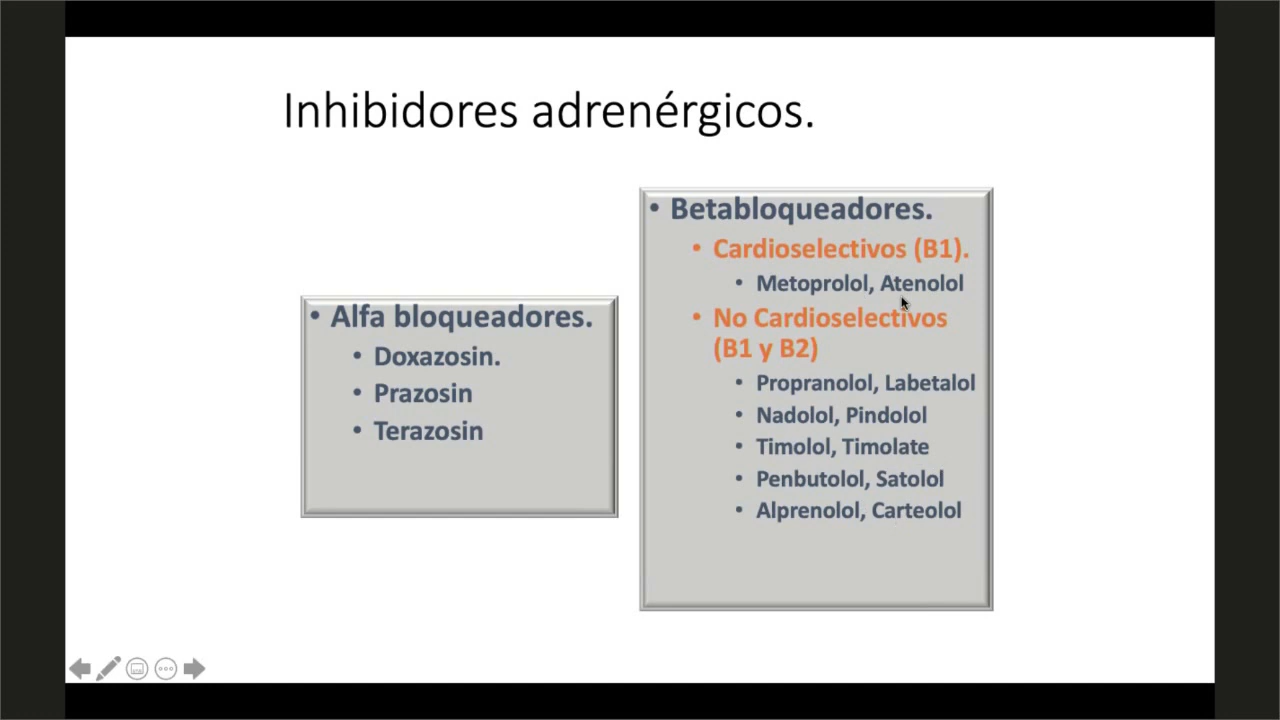 Inhibidores adrenérgicos.
• Alfa bloqueadores.
• Doxazosin.
• Prazosin
• Terazosin
• Betabloqueadores.
• Cardioselectivos (B1).
• Metoprolol, Atenolol
• No Cardioselectivos
(B1 y B2)
• Propranolol, Labetalol
• Nadolol, Pindolol
• Timolol, Timolate
• Penbutolol, Satolol
• Alprenolol, Carteolol